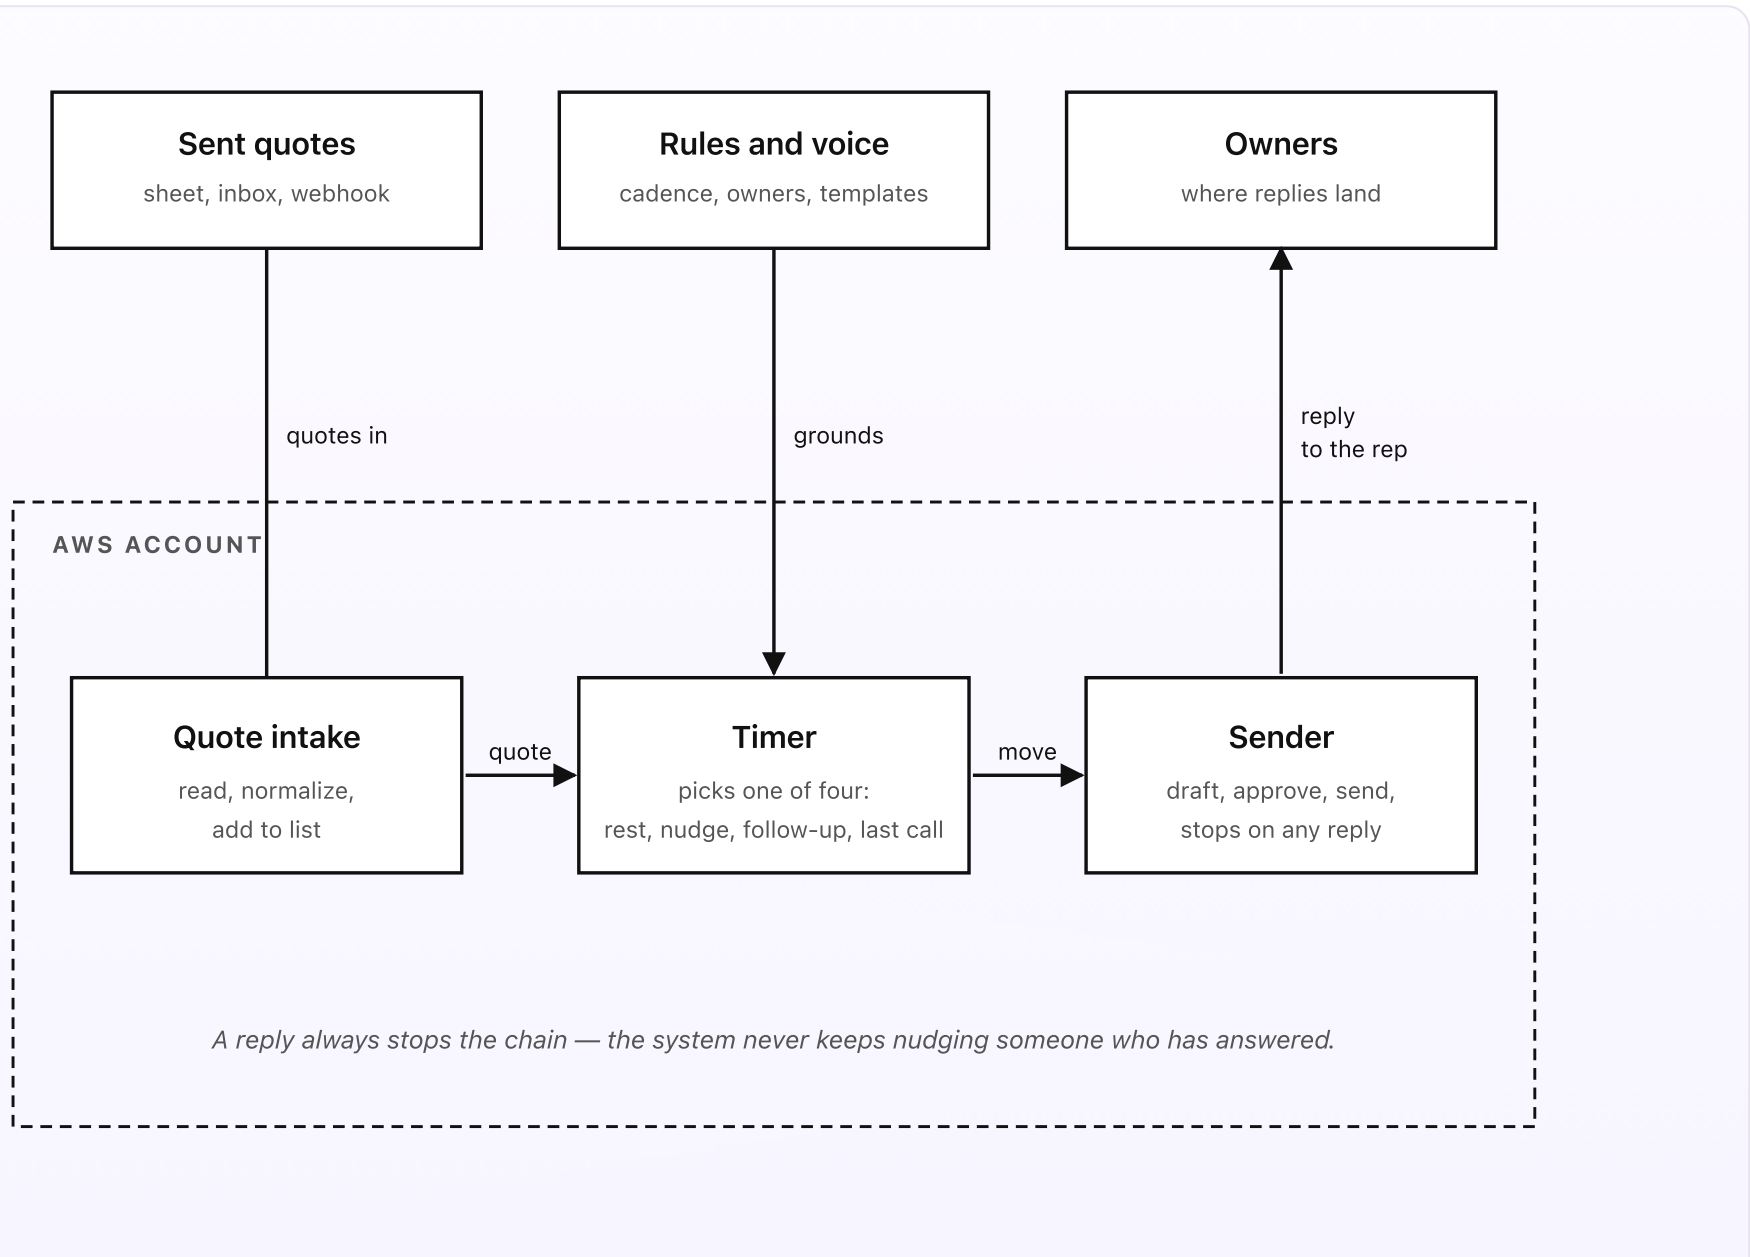 Sent quotes
sheet, inbox, webhook
Rules and voice
cadence, owners, templates
Owners
where replies land
quotes in
grounds
reply
to the rep
AWS ACCOUNT
Quote intake
read, normalize,
add to list
quote
Timer
picks one of four:
rest, nudge, follow-up, last call
move
Sender
draft, approve, send,
stops on any reply
A reply always stops the chain — the system never keeps nudging someone who has answered.